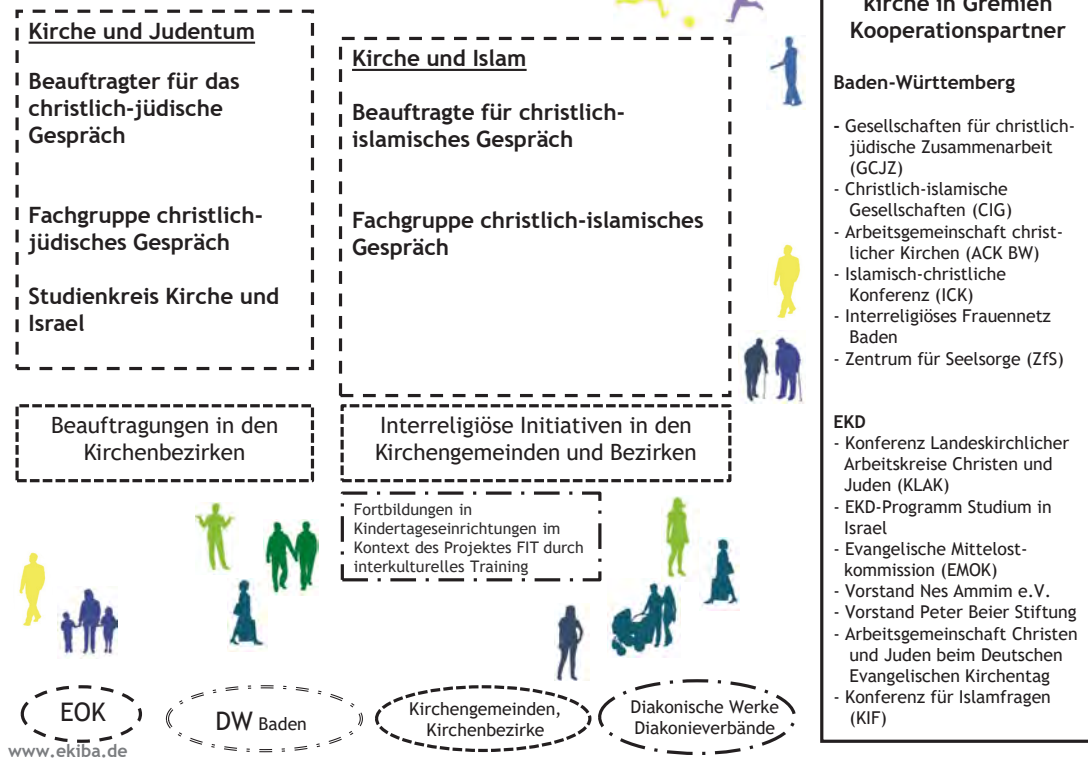 Kirche und Judentum
Beauftragter für das
christlich-jüdische
Gespräch
Fachgruppe christlich-
jüdisches Gespräch
Studienkreis Kirche und
Israel
Kirche und Islam
Beauftragte für christlich-
islamisches Gespräch
Fachgruppe christlich-islamisches
Gespräch
Beauftragungen in den
Kirchenbezirken
Interreligiöse Initiativen in den
Kirchengemeinden und Bezirken
Fortbildungen in
Kindertageseinrichtungen im
Kontext des Projektes FIT durch
interkulturelles Training
EOK
DW Baden
Kirchengemeinden,
Kirchenbezirke
Diakonische Werke
Diakonieverbände
www.ekiba.de
kirche in Gremien
Kooperationspartner
Baden-Württemberg
- Gesellschaften für christlich-
jüdische Zusammenarbeit
(GCJZ)
- Christlich-islamische
Gesellschaften (CIG)
- Arbeitsgemeinschaft christ-
licher Kirchen (ACK BW)
- Islamisch-christliche
Konferenz (ICK)
- Interreligiöses Frauennetz
Baden
- Zentrum für Seelsorge (ZfS)
EKD
- Konferenz Landeskirchlicher
Arbeitskreise Christen und
Juden (KLAK)
- EKD-Programm Studium in
Israel
- Evangelische Mittelost-
kommission (EMOK)
- Vorstand Nes Ammim e.V.
- Vorstand Peter Beier Stiftung
- Arbeitsgemeinschaft Christen
und Juden beim Deutschen
Evangelischen Kirchentag
- Konferenz für Islamfragen
(KIF)